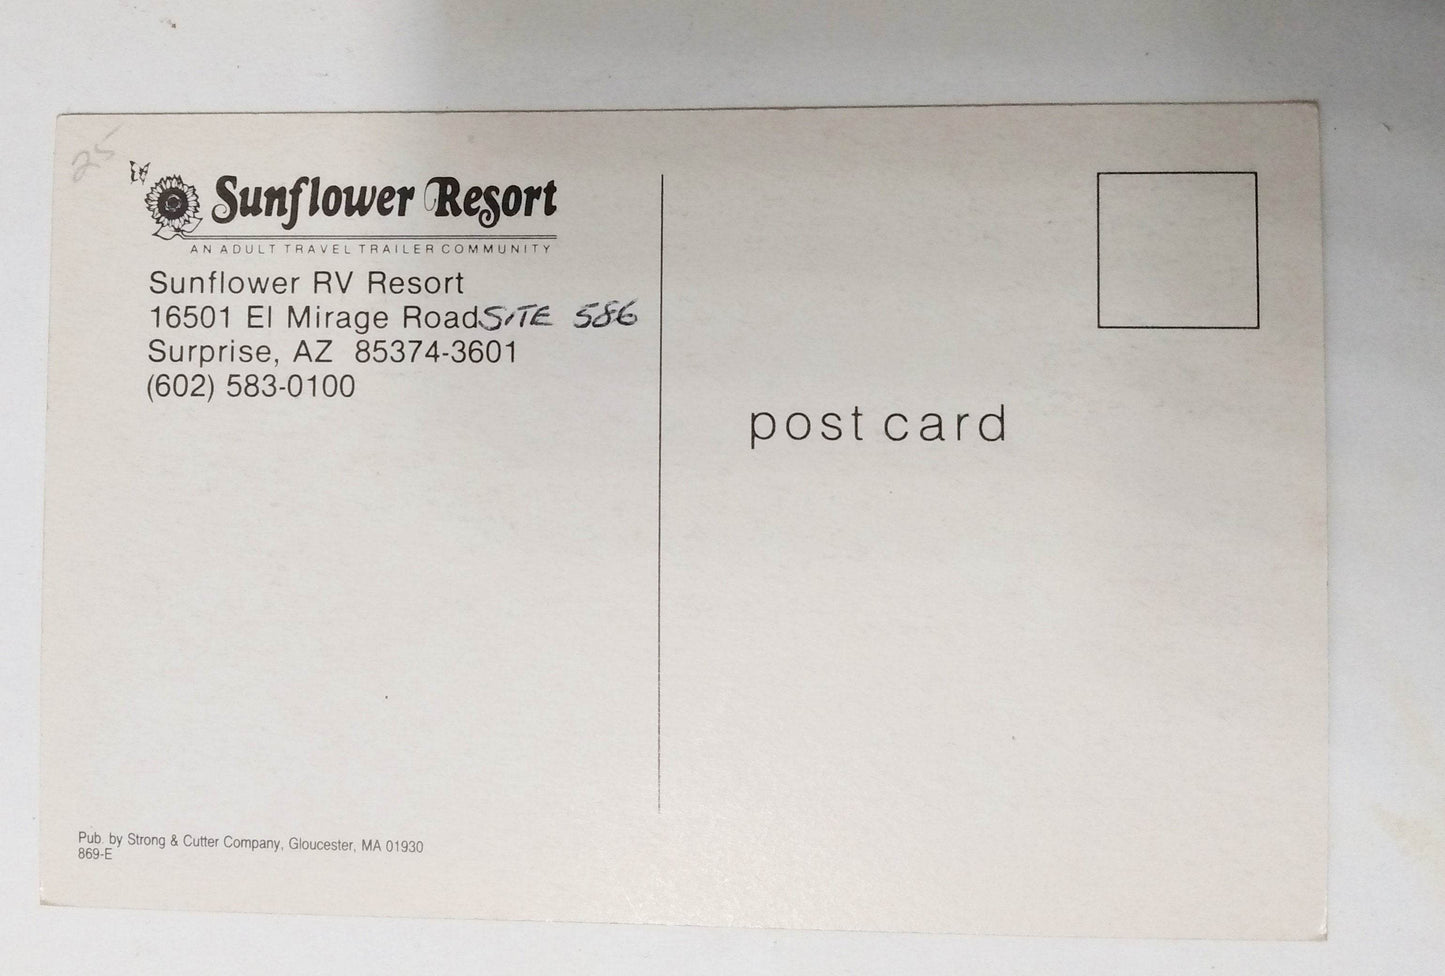 25
Sunflower Resort
AN ADULT TRAVEL TRAILER COMMUNITY
Sunflower RV Resort
16501 El Mirage Road SITE 586
Surprise, AZ 85374-3601
(602) 583-0100
post card
Pub. by Strong & Cutter Company, Gloucester, MA 01930
869-E